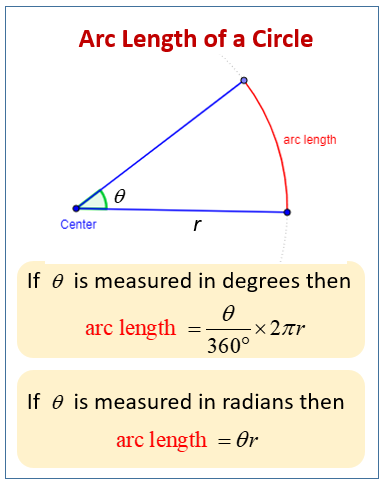 Arc Length of a Circle
arc length
θ
Center
r
If θ is measured in degrees then
arc length = θ/360° × 2πr
If θ is measured in radians then
arc length = θr